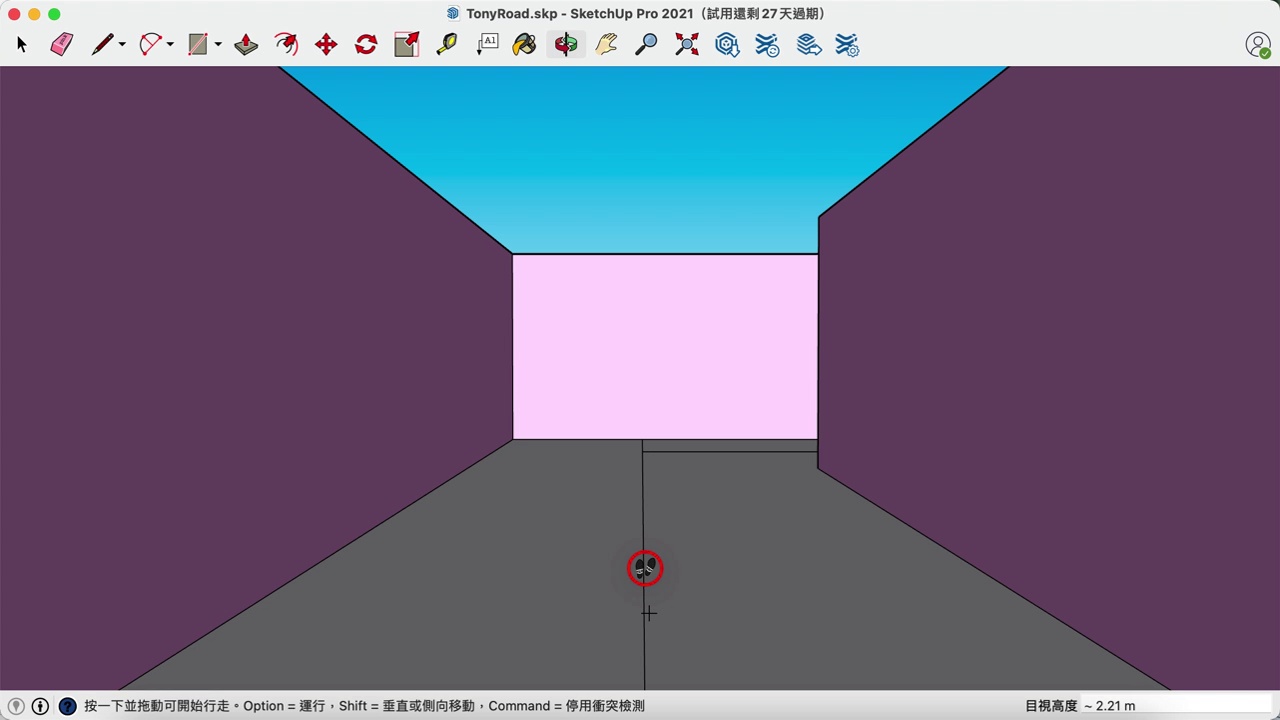 TonyRoad.skp - SketchUp Pro 2021（試用還剩 27 天過期）
A1
按一下並拖動可開始行走。Option = 運行，Shift = 垂直或側向移動，Command = 停用衝突檢測
目視高度 ~ 2.21 m